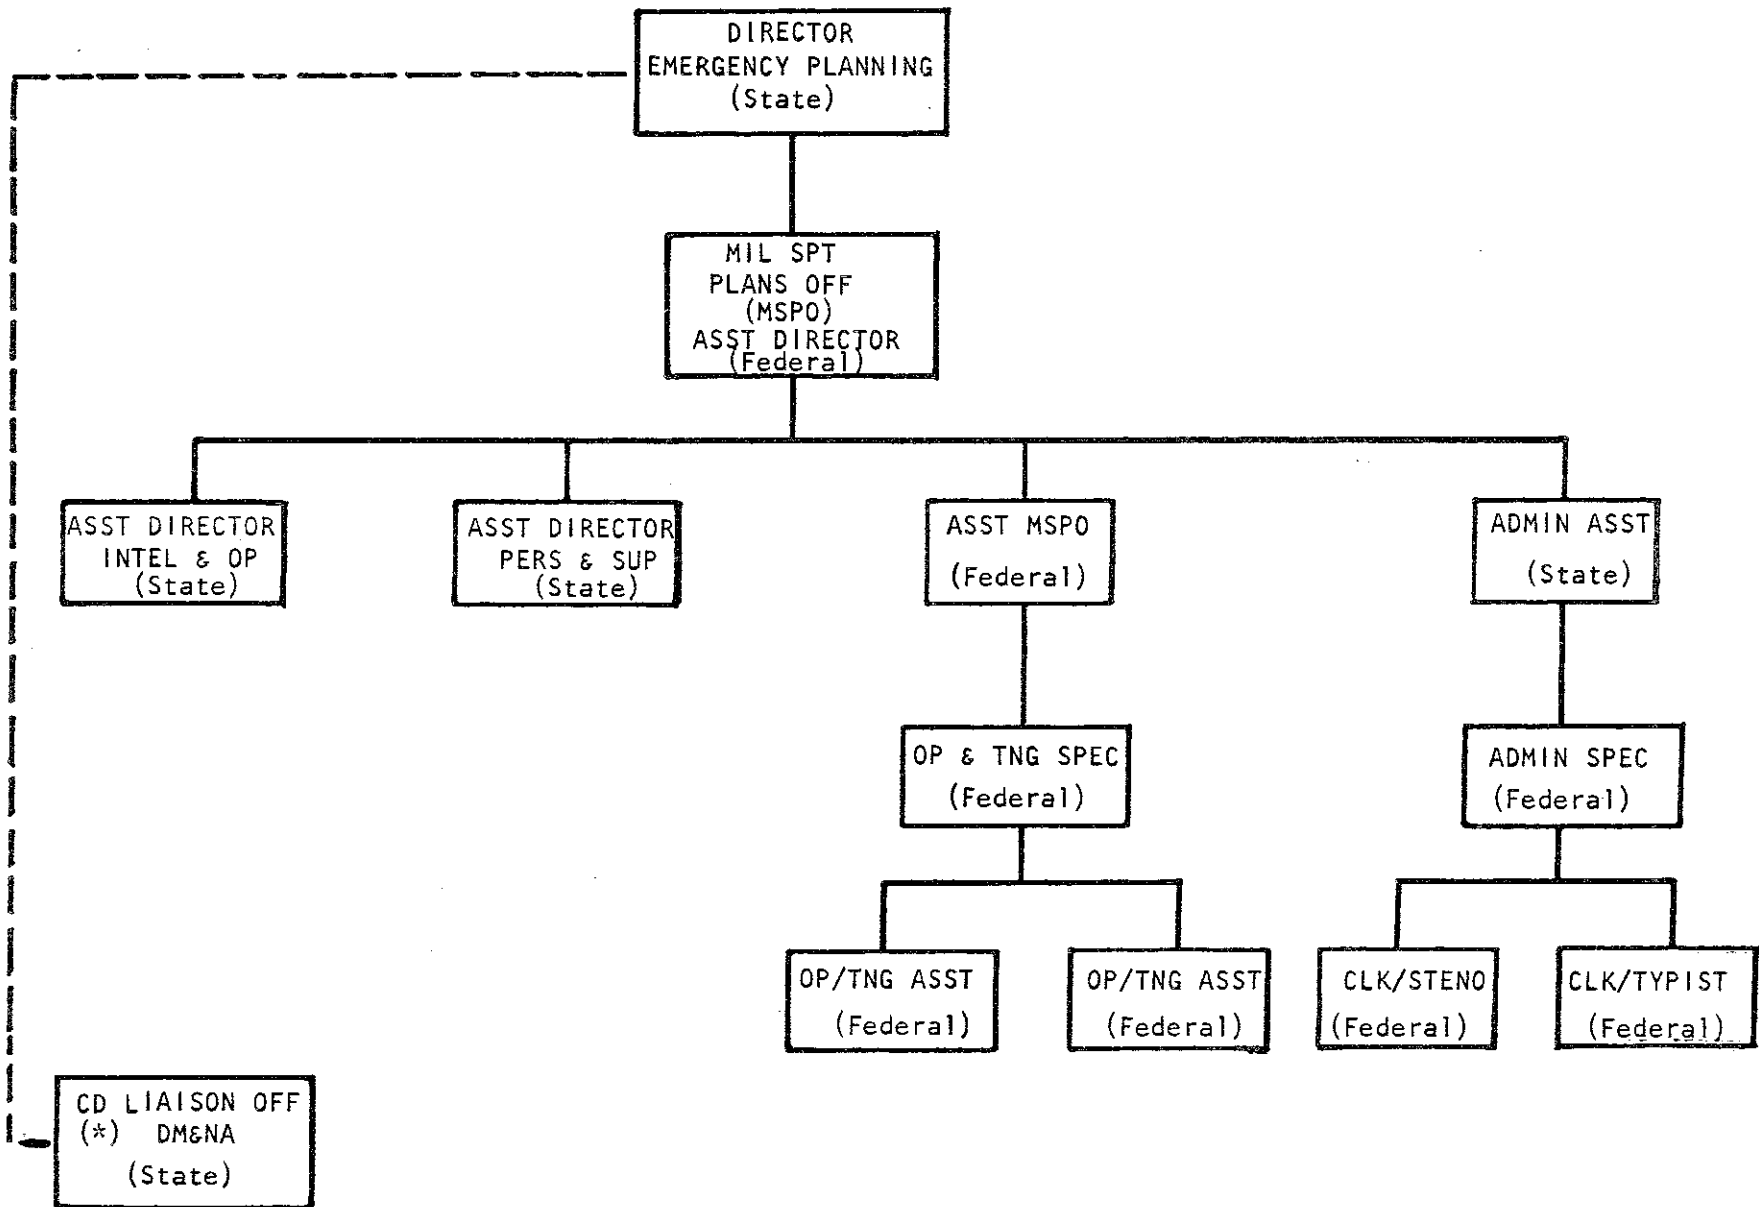 DIRECTOR
EMERGENCY PLANNING
(State)
MIL SPT
PLANS OFF
(MSPO)
ASST DIRECTOR
(Federal)
ASST DIRECTOR
INTEL & OP
(State)
ASST DIRECTOR
PERS & SUP
(State)
ASST MSPO
(Federal)
ADMIN ASST
(State)
OP & TNG SPEC
(Federal)
ADMIN SPEC
(Federal)
OP/TNG ASST
(Federal)
OP/TNG ASST
(Federal)
CLK/STENO
(Federal)
CLK/TYPIST
(Federal)
CD LIAISON OFF
(*) DM&NA
(State)